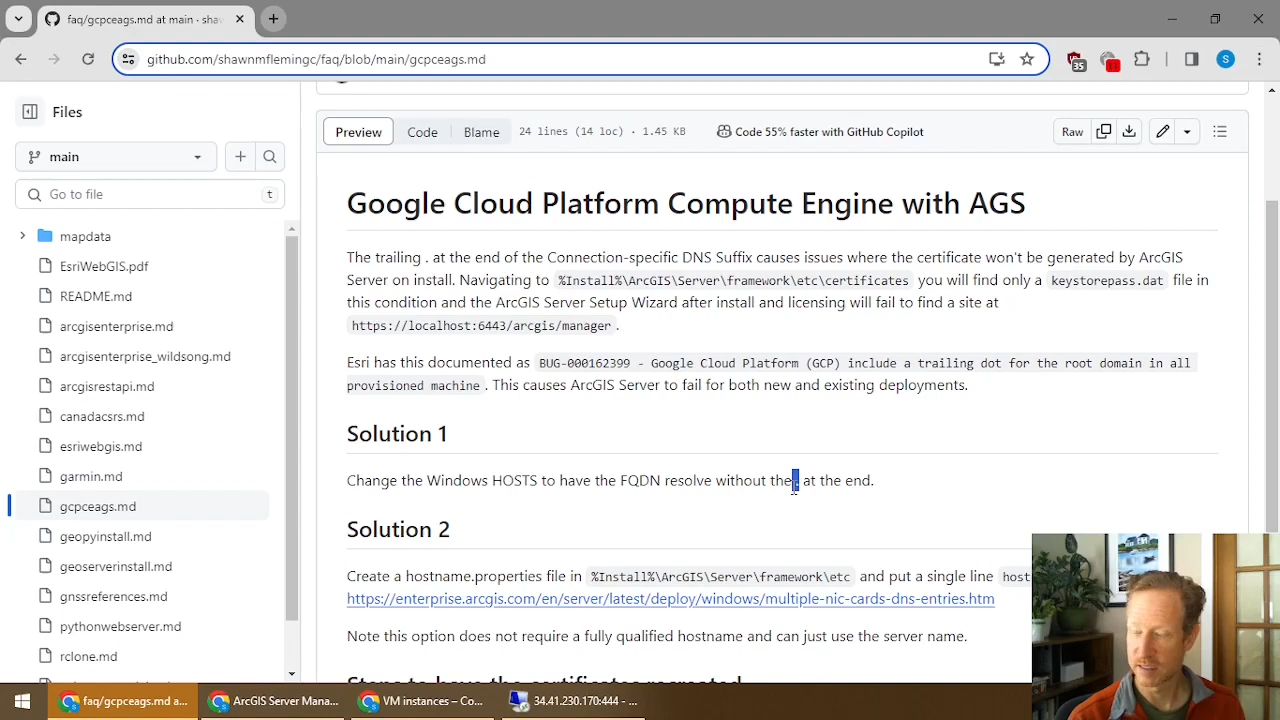 faq/gcpceags.md at main · shaw
github.com/shawnmflemingc/faq/blob/main/gcpceags.md
35
11
S
Files
main
Go to file
t
mapdata
EsriWebGIS.pdf
README.md
arcgisenterprise.md
arcgisenterprise_wildsong.md
arcgisrestapi.md
canadacsrs.md
esriwebgis.md
garmin.md
gcpceags.md
geopyinstall.md
geoserverinstall.md
gnssreferences.md
pythonwebserver.md
rclone.md
Preview
Code
Blame
24 lines (14 loc) · 1.45 KB
Code 55% faster with GitHub Copilot
Raw
Google Cloud Platform Compute Engine with AGS
The trailing . at the end of the Connection-specific DNS Suffix causes issues where the certificate won't be generated by ArcGIS
Server on install. Navigating to %Install%\ArcGIS\Server\framework\etc\certificates you will find only a keystorepass.dat file in
this condition and the ArcGIS Server Setup Wizard after install and licensing will fail to find a site at
https://localhost:6443/arcgis/manager .
Esri has this documented as BUG-000162399 - Google Cloud Platform (GCP) include a trailing dot for the root domain in all
provisioned machine . This causes ArcGIS Server to fail for both new and existing deployments.
Solution 1
Change the Windows HOSTS to have the FQDN resolve without the . at the end.
Solution 2
Create a hostname.properties file in %Install%\ArcGIS\Server\framework\etc and put a single line host
https://enterprise.arcgis.com/en/server/latest/deploy/windows/multiple-nic-cards-dns-entries.htm
Note this option does not require a fully qualified hostname and can just use the server name.
Steps to have the certificates recreated
faq/gcpceags.md a...
ArcGIS Server Mana...
VM instances – Co...
34.41.230.170:444 - ...